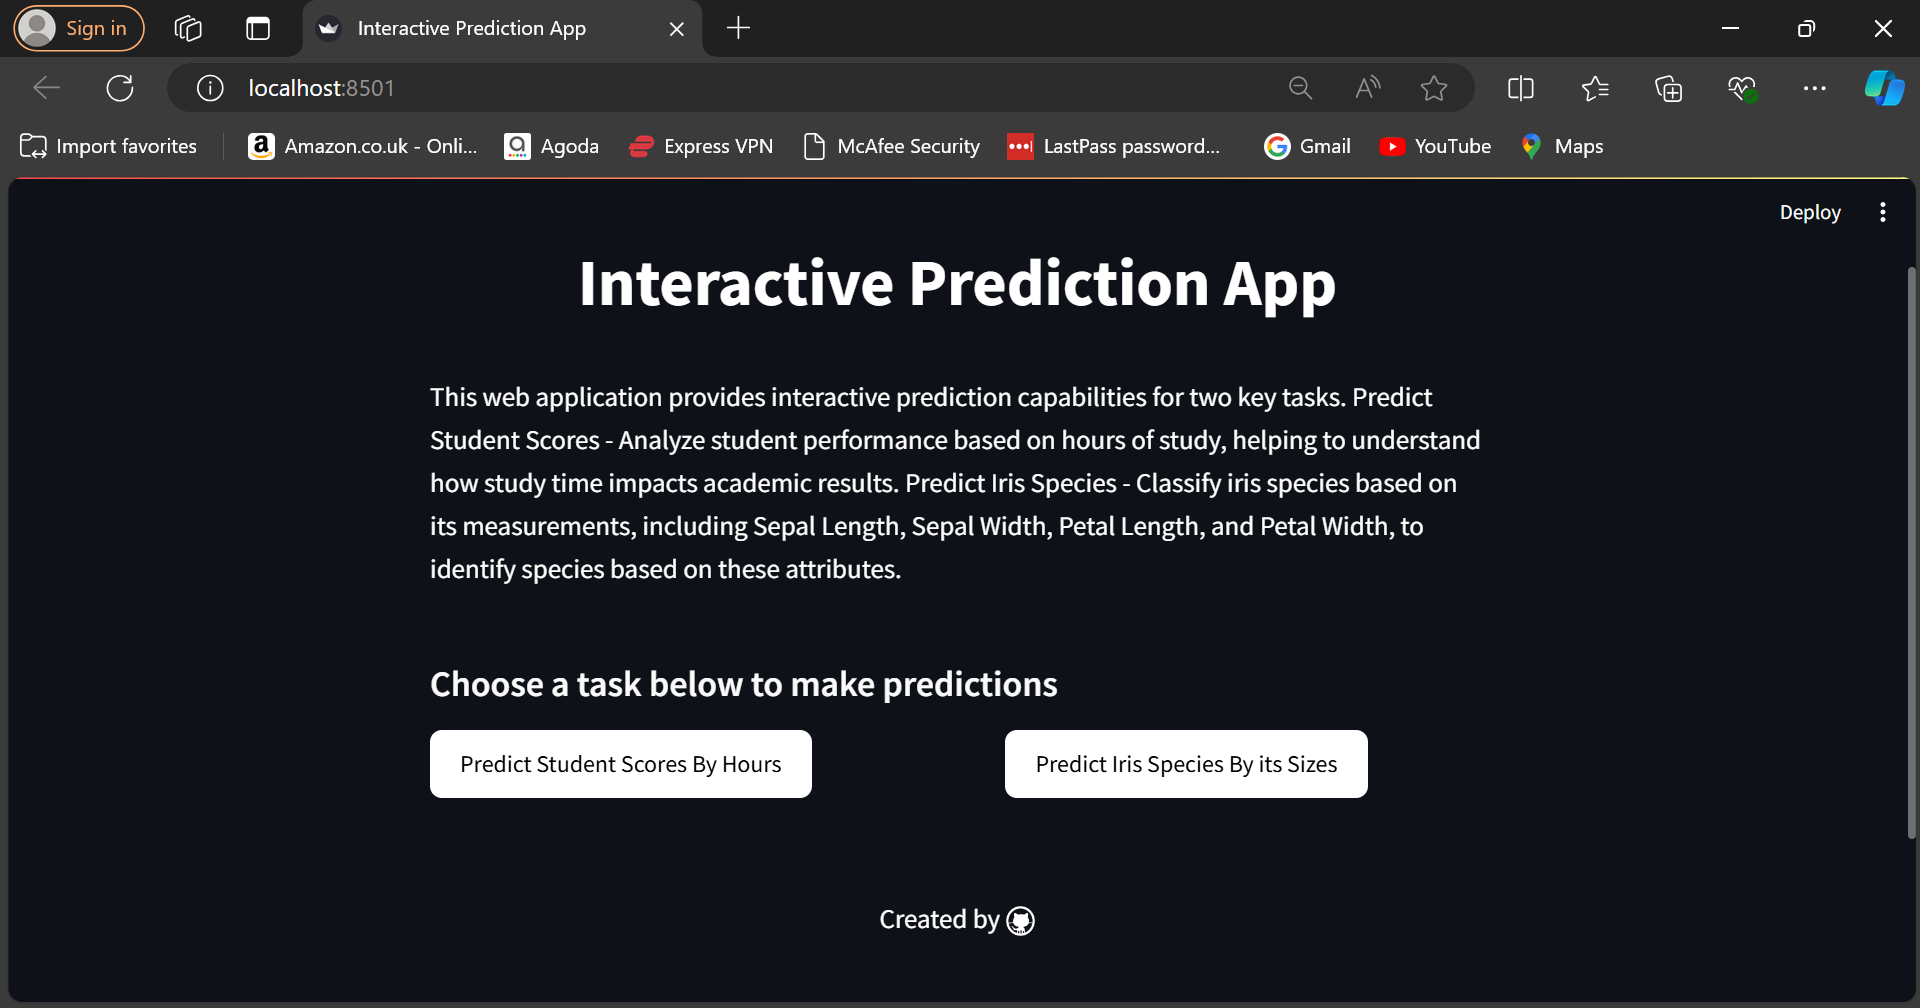 Sign in
Interactive Prediction App
localhost:8501
Import favorites
Amazon.co.uk - Onli...
Agoda
Express VPN
McAfee Security
LastPass password...
Gmail
YouTube
Maps
Deploy
Interactive Prediction App
This web application provides interactive prediction capabilities for two key tasks. Predict
Student Scores - Analyze student performance based on hours of study, helping to understand
how study time impacts academic results. Predict Iris Species - Classify iris species based on
its measurements, including Sepal Length, Sepal Width, Petal Length, and Petal Width, to
identify species based on these attributes.
Choose a task below to make predictions
Predict Student Scores By Hours
Predict Iris Species By its Sizes
Created by